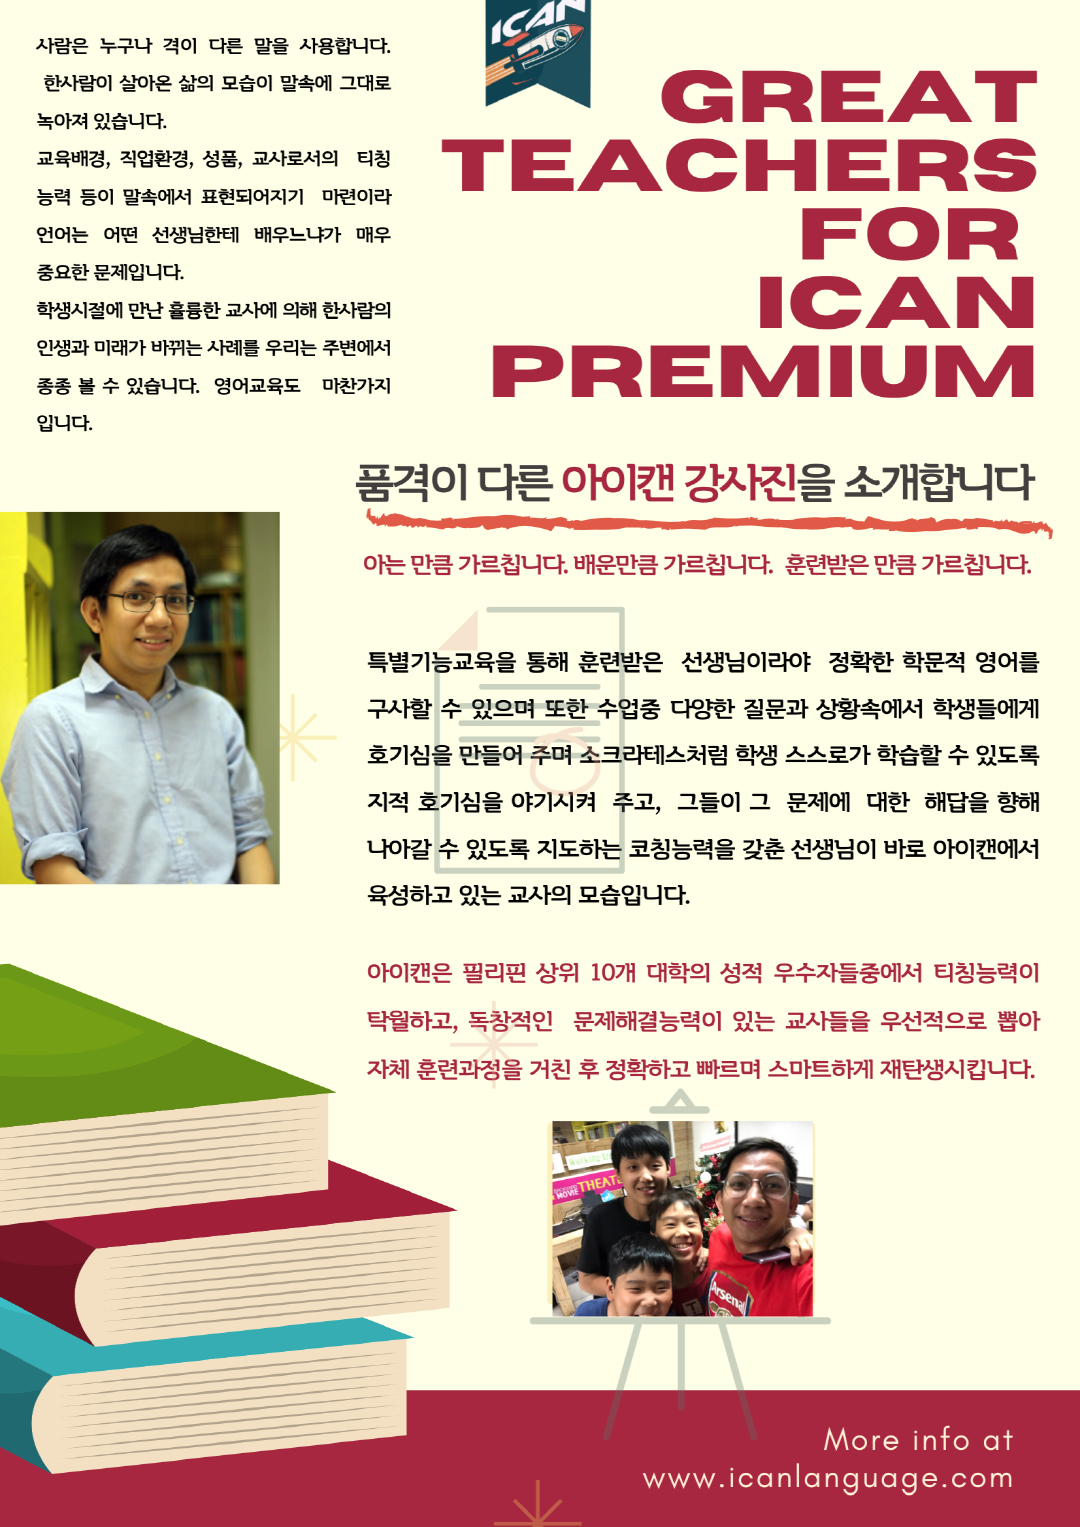 사람은 누구나 격이 다른 말을 사용합니다.
한사람이 살아온 삶의 모습이 말속에 그대로
녹아져 있습니다.
교육배경, 직업환경, 성품, 교사로서의 티칭
능력 등이 말속에서 표현되어지기 마련이라
언어는 어떤 선생님한테 배우느냐가 매우
중요한 문제입니다.
학생시절에 만난 휼륭한 교사에 의해 한사람의
인생과 미래가 바뀌는 사례를 우리는 주변에서
종종 볼 수 있습니다. 영어교육도 마찬가지
입니다.
ICAN
GREAT
TEACHERS
FOR
ICAN
PREMIUM
품격이 다른 아이캔 강사진을 소개합니다
아는 만큼 가르칩니다. 배운만큼 가르칩니다. 훈련받은 만큼 가르칩니다.
특별기능교육을 통해 훈련받은 선생님이라야 정확한 학문적 영어를
구사할 수 있으며 또한 수업중 다양한 질문과 상황속에서 학생들에게
호기심을 만들어 주며 소크라테스처럼 학생 스스로가 학습할 수 있도록
지적 호기심을 야기시켜 주고, 그들이 그 문제에 대한 해답을 향해
나아갈 수 있도록 지도하는 코칭능력을 갖춘 선생님이 바로 아이캔에서
육성하고 있는 교사의 모습입니다.
아이캔은 필리핀 상위 10개 대학의 성적 우수자들중에서 티칭능력이
탁월하고, 독창적인 문제해결능력이 있는 교사들을 우선적으로 뽑아
자체 훈련과정을 거친 후 정확하고 빠르며 스마트하게 재탄생시킵니다.
MOVIE
THEAT
Arsenal
More info at
www.icanlanguage.com